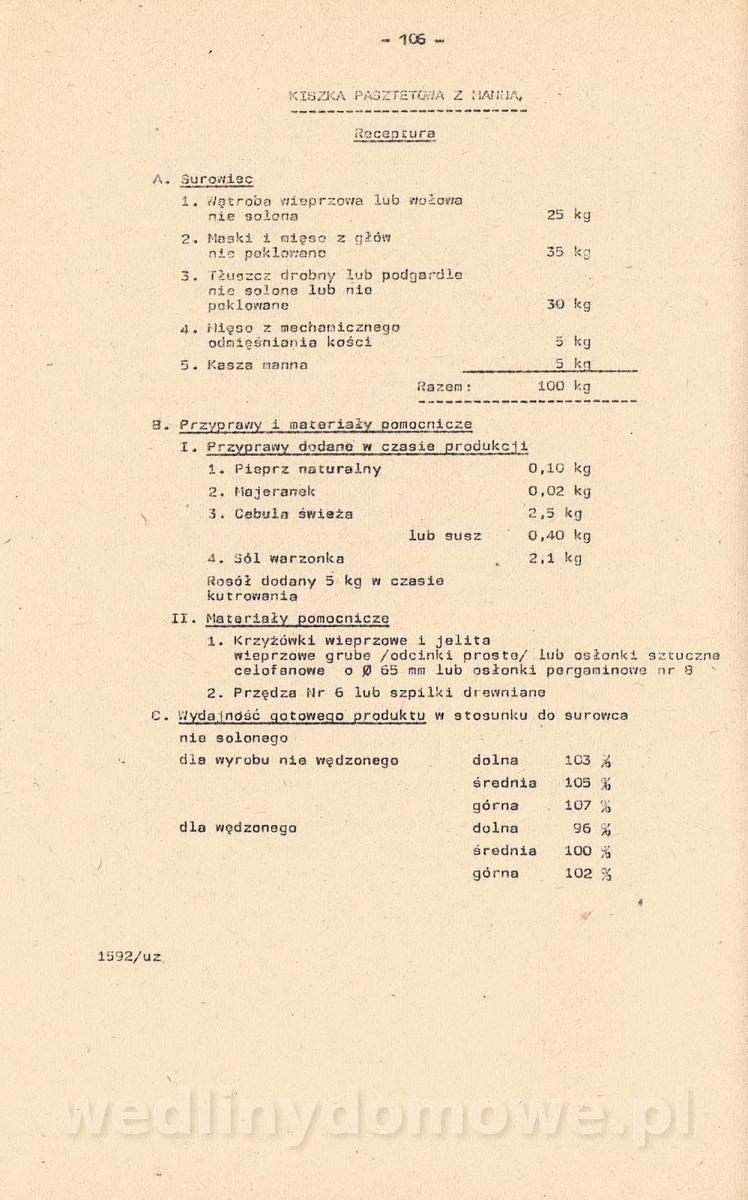 - 106 -
KISZKA PASZTETOWA Z MANNĄ
Receptura
A. Surowiec
1. Wątroba wieprzowa lub wołowa
nie solona 25 kg
2. Maski i mięso z głów
nie peklowane 35 kg
3. Tłuszcz drobny lub podgardle
nie solone lub nie
peklowane 30 kg
4. Mięso z mechanicznego
odmięśniania kości 5 kg
5. Kasza manna 5 kg
Razem: 100 kg
B. Przyprawy i materiały pomocnicze
I. Przyprawy dodane w czasie produkcji
1. Pieprz naturalny 0,10 kg
2. Majeranek 0,02 kg
3. Cebula świeża 2,5 kg
lub susz 0,40 kg
4. Sól warzonka 2,1 kg
Rosół dodany 5 kg w czasie
kutrowania
II. Materiały pomocnicze
1. Krzyżówki wieprzowe i jelita
wieprzowe grube /odcinki proste/ lub osłonki sztuczne
celofanowe o Ø 65 mm lub osłonki pergaminowe nr 8
2. Przędza Nr 6 lub szpilki drewniane
C. Wydajność gotowego produktu w stosunku do surowca
nie solonego
dla wyrobu nie wędzonego dolna 103 %
średnia 105 %
górna 107 %
dla wędzonego dolna 96 %
średnia 100 %
górna 102 %
1592/uz
wedlinydomowe.pl